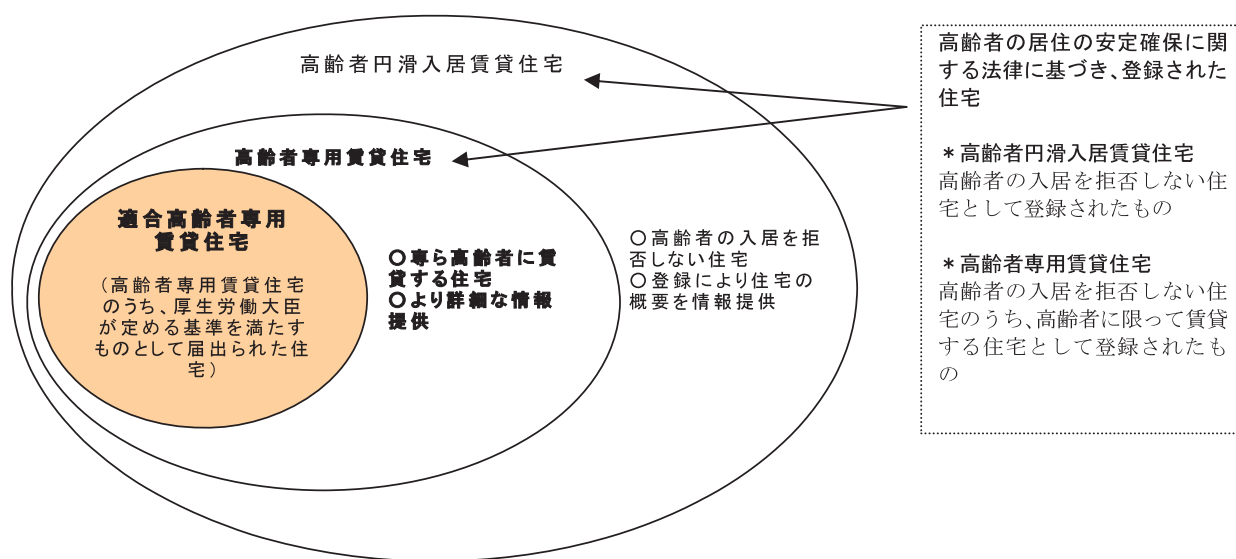 高齢者円滑入居賃貸住宅
高齢者専用賃貸住宅
適合高齢者専用
賃貸住宅
（高齢者専用賃貸住宅
のうち、厚生労働大臣
が定める基準を満たす
ものとして届出られた住
宅）
○専ら高齢者に賃
貸する住宅
○より詳細な情報
提供
○高齢者の入居を拒
否しない住宅
○登録により住宅の
概要を情報提供
高齢者の居住の安定確保に関
する法律に基づき、登録された
住宅
＊高齢者円滑入居賃貸住宅
高齢者の入居を拒否しない住
宅として登録されたもの
＊高齢者専用賃貸住宅
高齢者の入居を拒否しない住
宅のうち、高齢者に限って賃貸
する住宅として登録されたも
の